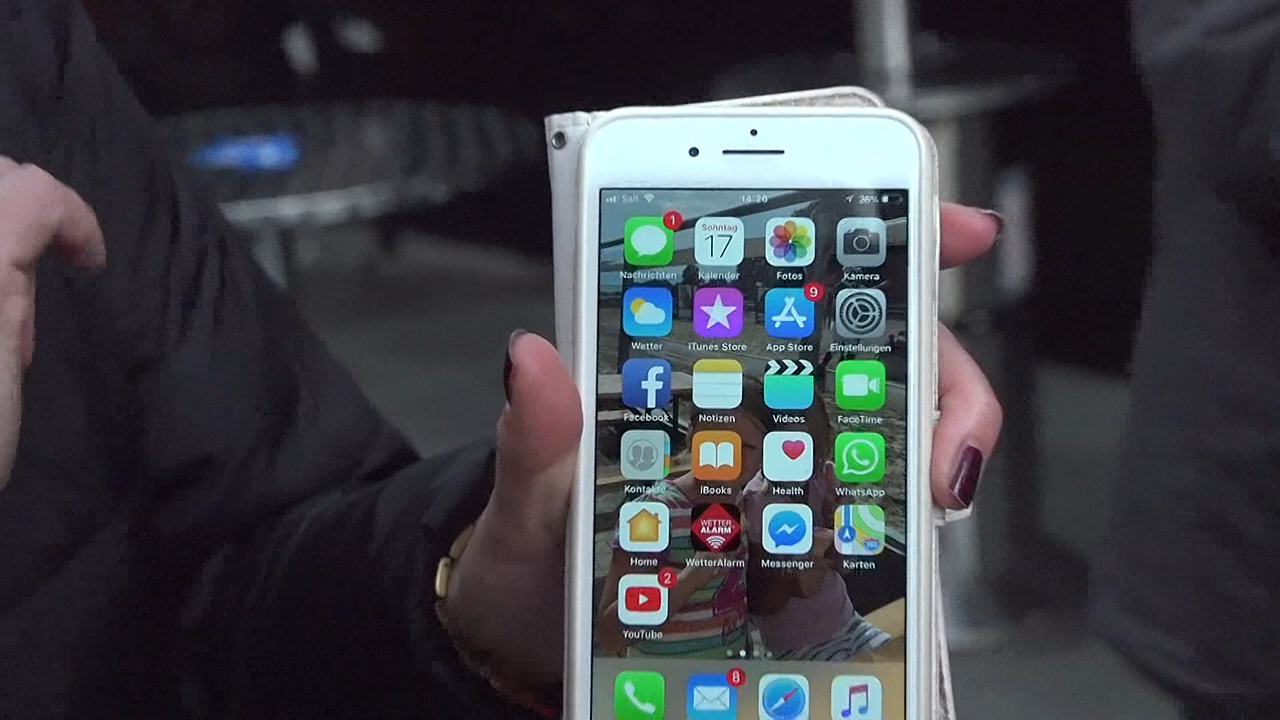 Salt 14:26 26%
1
Sonntag
17
Nachrichten Kalender Fotos Kamera
9
Wetter iTunes Store App Store Einstellungen
Facebook Notizen Videos FaceTime
Kontakte iBooks Health WhatsApp
WETTER
ALARM
Home WetterAlarm Messenger Karten
2
YouTube
8